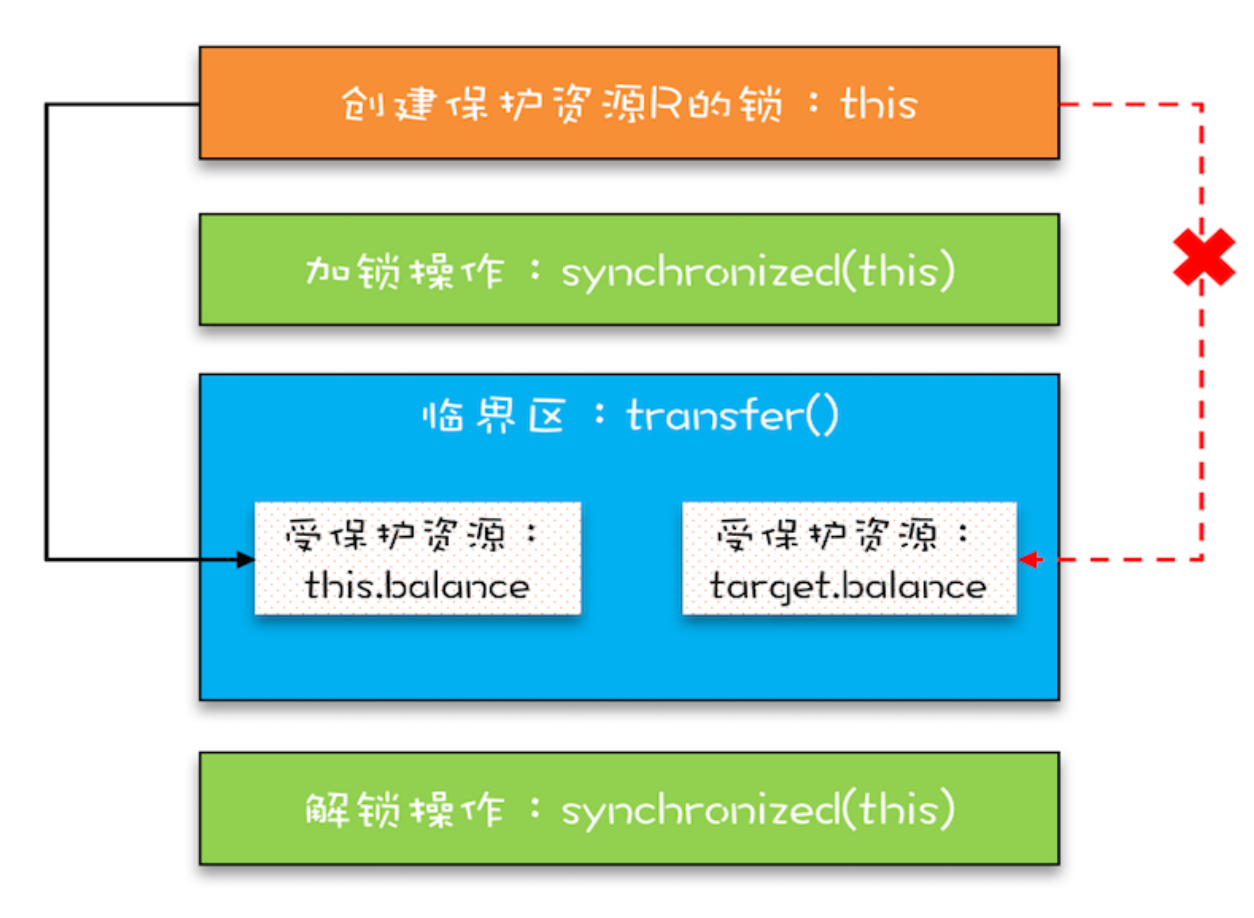 创建保护资源R的锁：this
加锁操作：synchronized(this)
临界区：transfer()
受保护资源：
this.balance
受保护资源：
target.balance
解锁操作：synchronized(this)